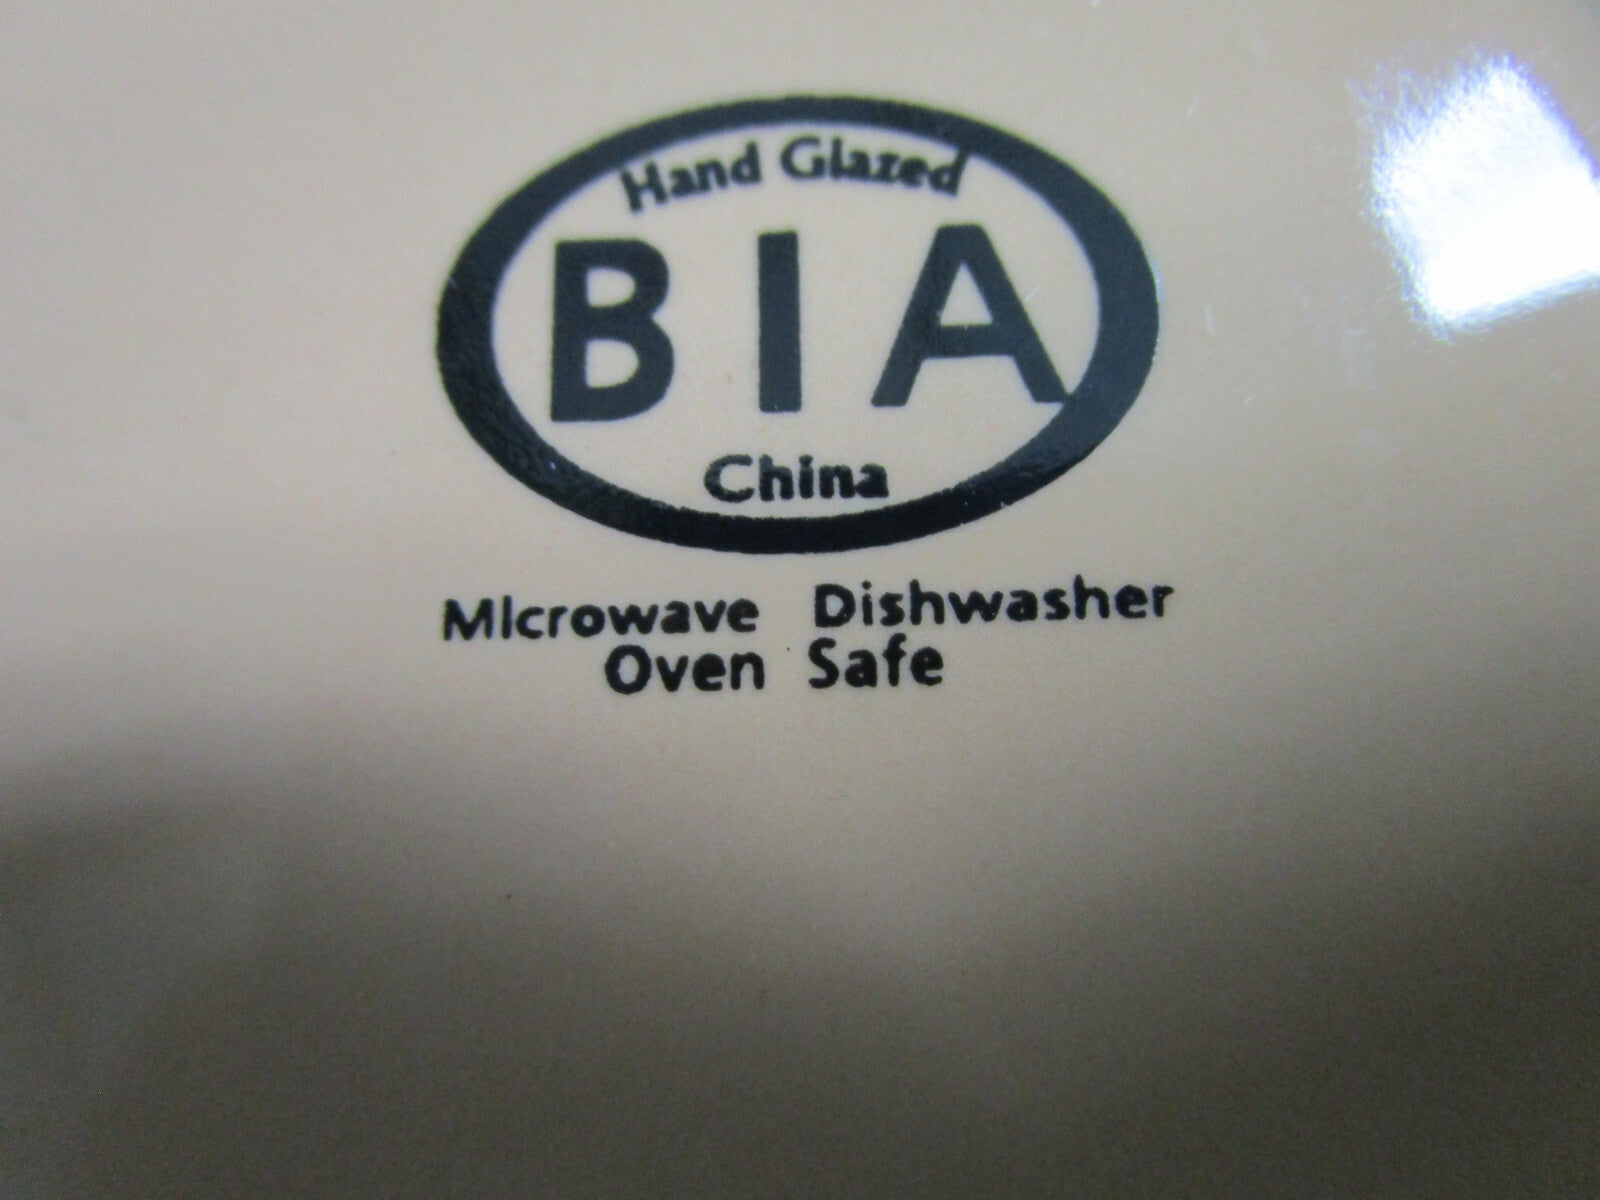 Hand Glazed
BIA
China
Microwave Dishwasher
Oven Safe